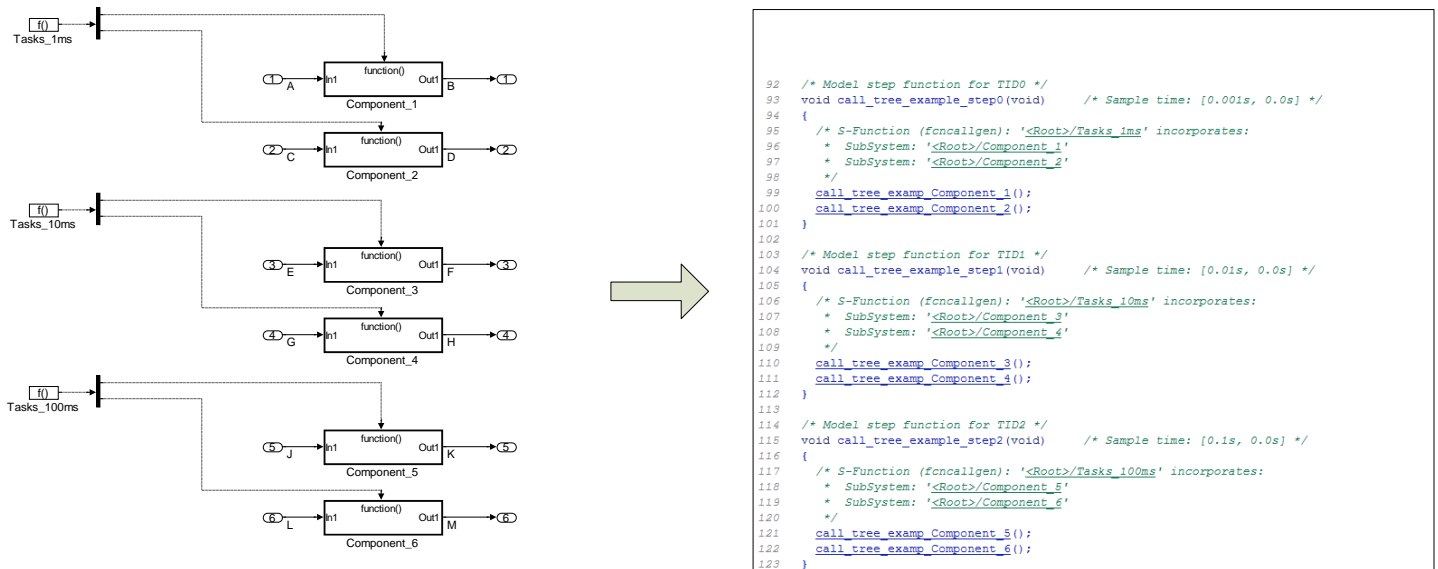 f()
Tasks_1ms
function()
1
In1
Out1
1
A
B
Component_1
function()
2
In1
Out1
2
C
D
Component_2
f()
Tasks_10ms
function()
3
In1
Out1
3
E
F
Component_3
function()
4
In1
Out1
4
G
H
Component_4
f()
Tasks_100ms
function()
5
In1
Out1
5
J
K
Component_5
function()
6
In1
Out1
6
L
M
Component_6
92 /* Model step function for TID0 */
93 void call_tree_example_step0(void) /* Sample time: [0.001s, 0.0s] */
94 {
95 /* S-Function (fcncallgen): '<Root>/Tasks_1ms' incorporates:
96 * SubSystem: '<Root>/Component_1'
97 * SubSystem: '<Root>/Component_2'
98 */
99 call_tree_examp_Component_1();
100 call_tree_examp_Component_2();
101 }
102
103 /* Model step function for TID1 */
104 void call_tree_example_step1(void) /* Sample time: [0.01s, 0.0s] */
105 {
106 /* S-Function (fcncallgen): '<Root>/Tasks_10ms' incorporates:
107 * SubSystem: '<Root>/Component_3'
108 * SubSystem: '<Root>/Component_4'
109 */
110 call_tree_examp_Component_3();
111 call_tree_examp_Component_4();
112 }
113
114 /* Model step function for TID2 */
115 void call_tree_example_step2(void) /* Sample time: [0.1s, 0.0s] */
116 {
117 /* S-Function (fcncallgen): '<Root>/Tasks_100ms' incorporates:
118 * SubSystem: '<Root>/Component_5'
119 * SubSystem: '<Root>/Component_6'
120 */
121 call_tree_examp_Component_5();
122 call_tree_examp_Component_6();
123 }